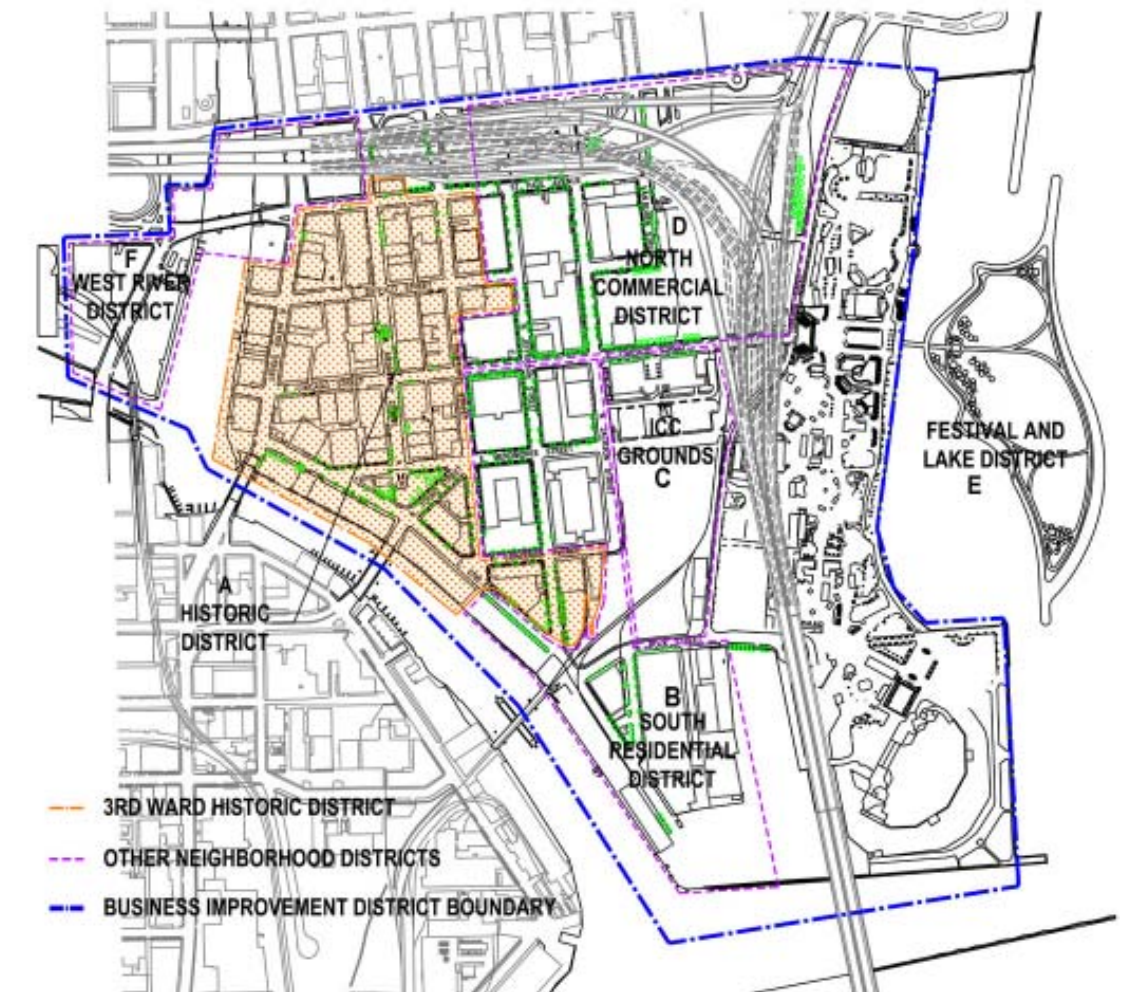 D
NORTH
COMMERCIAL
DISTRICT
F
WEST RIVER
DISTRICT
ICC
GROUNDS
C
FESTIVAL AND
LAKE DISTRICT
E
A
HISTORIC
DISTRICT
B
SOUTH
RESIDENTIAL
DISTRICT
3RD WARD HISTORIC DISTRICT
OTHER NEIGHBORHOOD DISTRICTS
BUSINESS IMPROVEMENT DISTRICT BOUNDARY